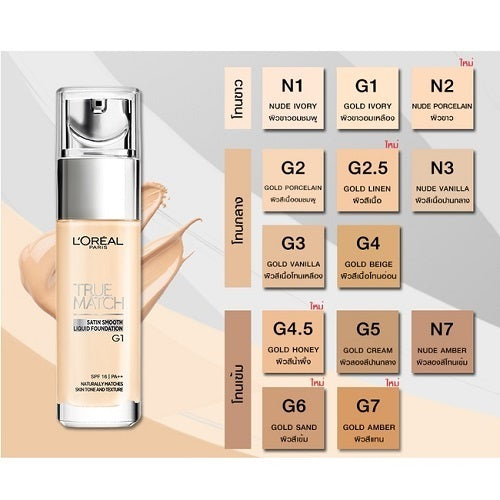 L'ORÉAL
PARIS
TRUE
MATCH
SATIN SMOOTH
LIQUID FOUNDATION
G1
SPF 16 | PA++
NATURALLY MATCHES
SKIN TONE AND TEXTURE
โทนขาว
N1
NUDE IVORY
ผิวขาวอมชมพู
G1
GOLD IVORY
ผิวขาวอมเหลือง
ใหม่
N2
NUDE PORCELAIN
ผิวขาว
โทนกลาง
G2
GOLD PORCELAIN
ผิวสีเนื้ออมชมพู
ใหม่
G2.5
GOLD LINEN
ผิวสีเนื้อ
N3
NUDE VANILLA
ผิวสีเนื้อปานกลาง
G3
GOLD VANILLA
ผิวสีเนื้อโทนเหลือง
G4
GOLD BEIGE
ผิวสีเนื้อโทนอ่อน
โทนเข้ม
ใหม่
G4.5
GOLD HONEY
ผิวสีน้ำผึ้ง
G5
GOLD CREAM
ผิวสองสีปานกลาง
N7
NUDE AMBER
ผิวสองสีโทนเข้ม
ใหม่
G6
GOLD SAND
ผิวสีเข้ม
ใหม่
G7
GOLD AMBER
ผิวสีแทน